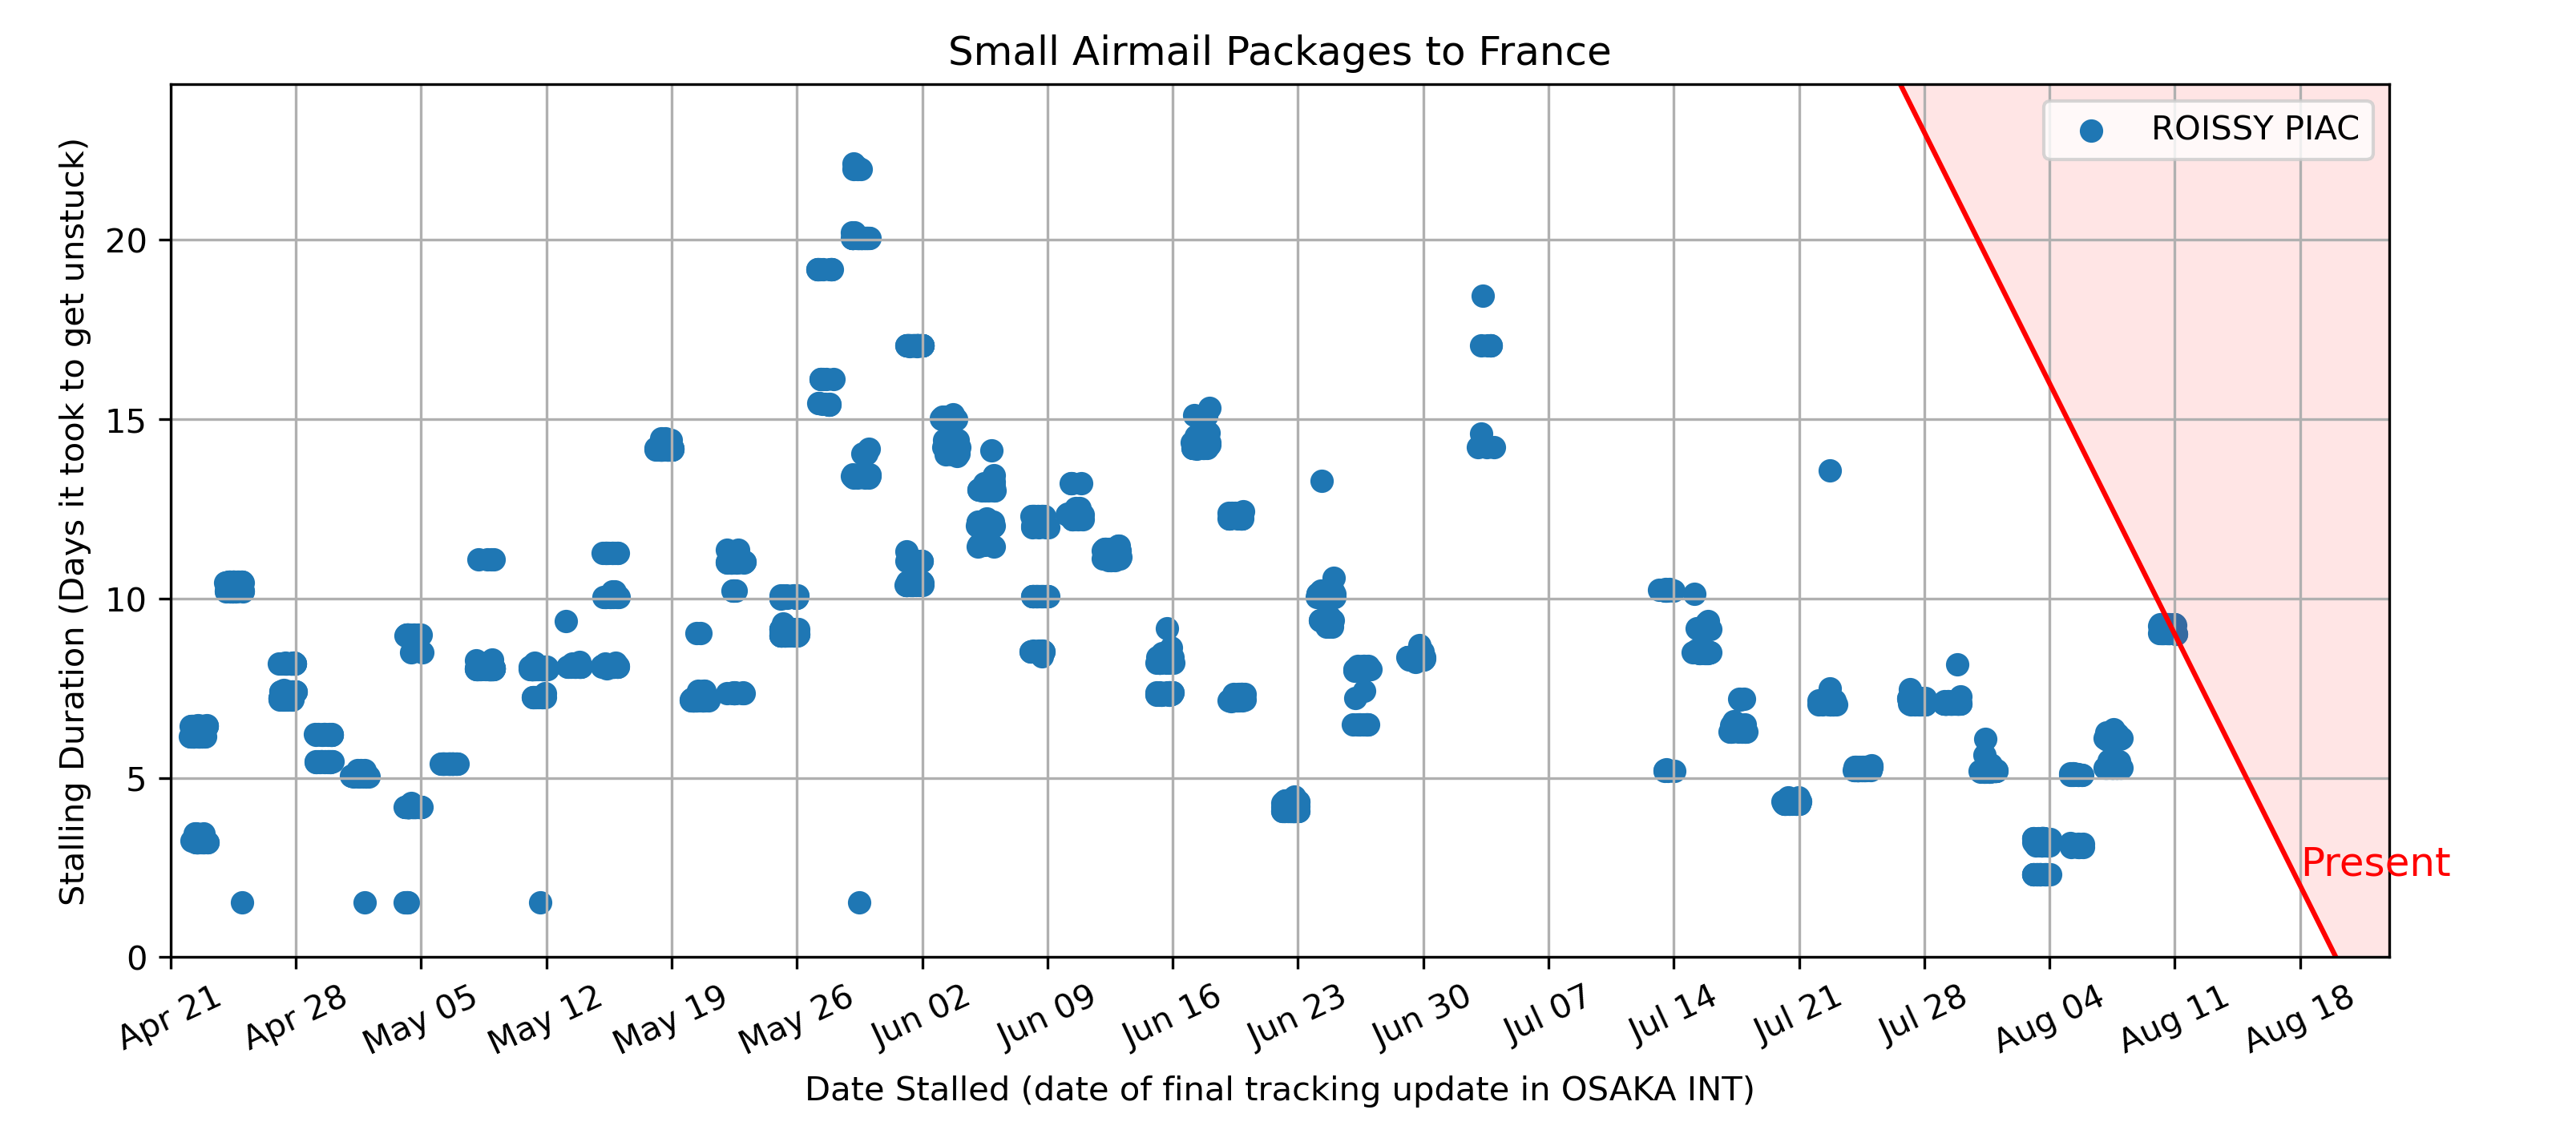 Small Airmail Packages to France
ROISSY PIAC
Stalling Duration (Days it took to get unstuck)
20
15
10
5
0
Present
Apr 21
Apr 28
May 05
May 12
May 19
May 26
Jun 02
Jun 09
Jun 16
Jun 23
Jun 30
Jul 07
Jul 14
Jul 21
Jul 28
Aug 04
Aug 11
Aug 18
Date Stalled (date of final tracking update in OSAKA INT)